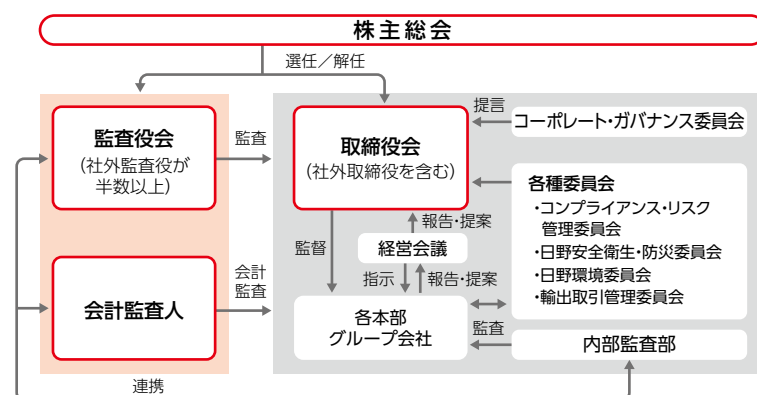 株主総会
選任／解任
監査役会
(社外監査役が
半数以上)
監査
取締役会
(社外取締役を含む)
提言
コーポレート・ガバナンス委員会
各種委員会
・コンプライアンス・リスク
管理委員会
・日野安全衛生・防災委員会
・日野環境委員会
・輸出取引管理委員会
報告・提案
監督
経営会議
指示
報告・提案
会計監査人
会計
監査
各本部
グループ会社
監査
内部監査部
連携